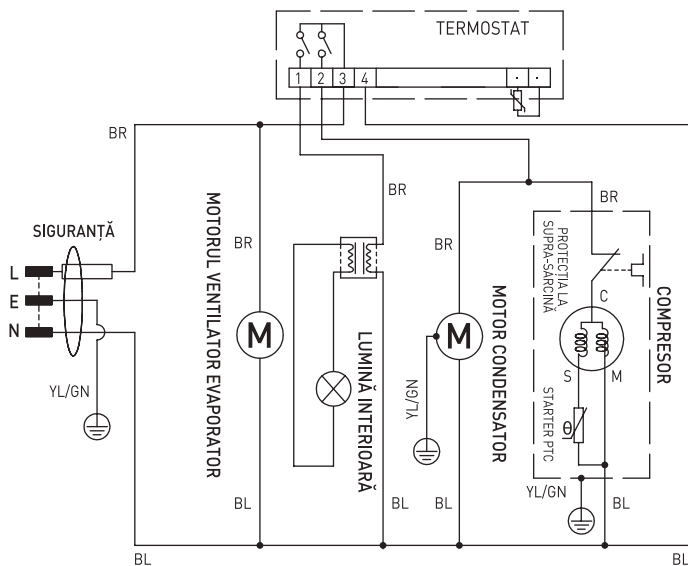 TERMOSTAT
1 2 3 4 . .
BR
BR
BR
SIGURANȚĂ
L
E
N
YL/GN
MOTORUL VENTILATOR EVAPORATOR
BR
M
BL
LUMINĂ INTERIOARĂ
BL
BR
M
YL/GN
MOTOR CONDENSATOR
BL
PROTECȚIA LA
SUPRA-SĂRCINĂ
COMPRESOR
C
S M
STARTER PTC
θ
YL/GN
BL
BL
BL